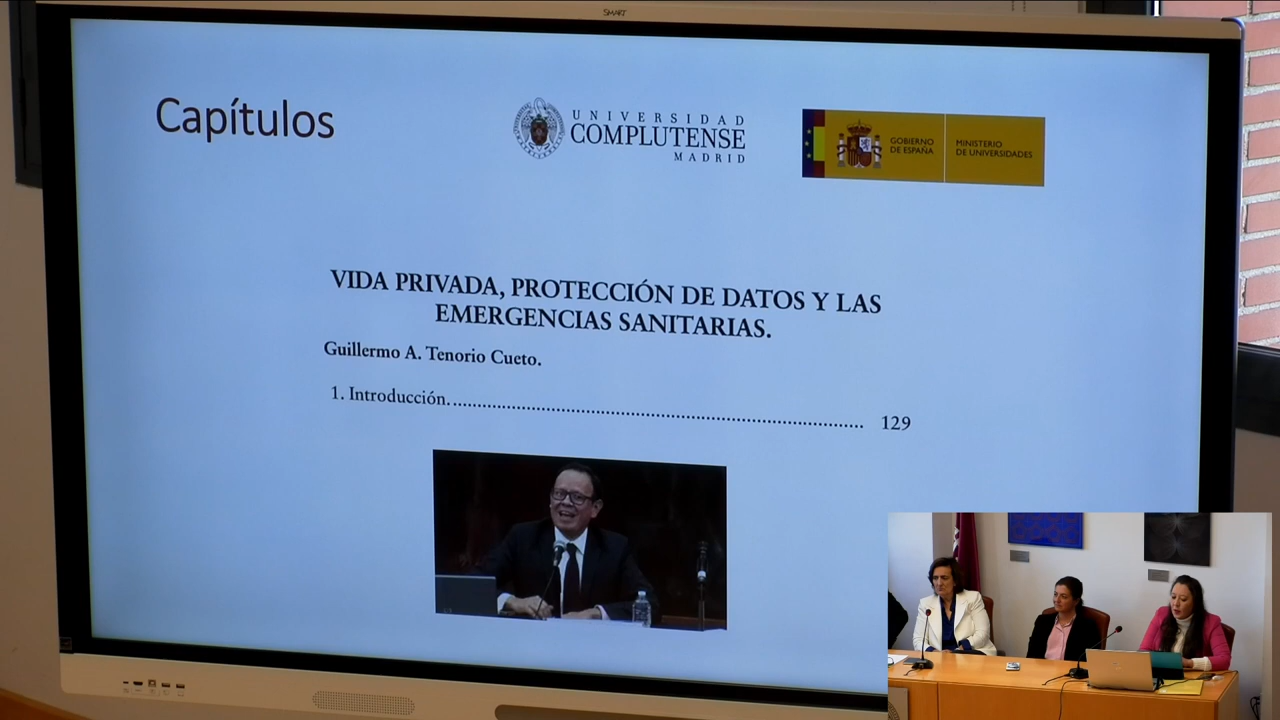 SMART
Capítulos
UNIVERSIDAD
COMPLUTENSE
MADRID
GOBIERNO
DE ESPAÑA
MINISTERIO
DE UNIVERSIDADES
VIDA PRIVADA, PROTECCIÓN DE DATOS Y LAS
EMERGENCIAS SANITARIAS.
Guillermo A. Tenorio Cueto.
1. Introducción. 129